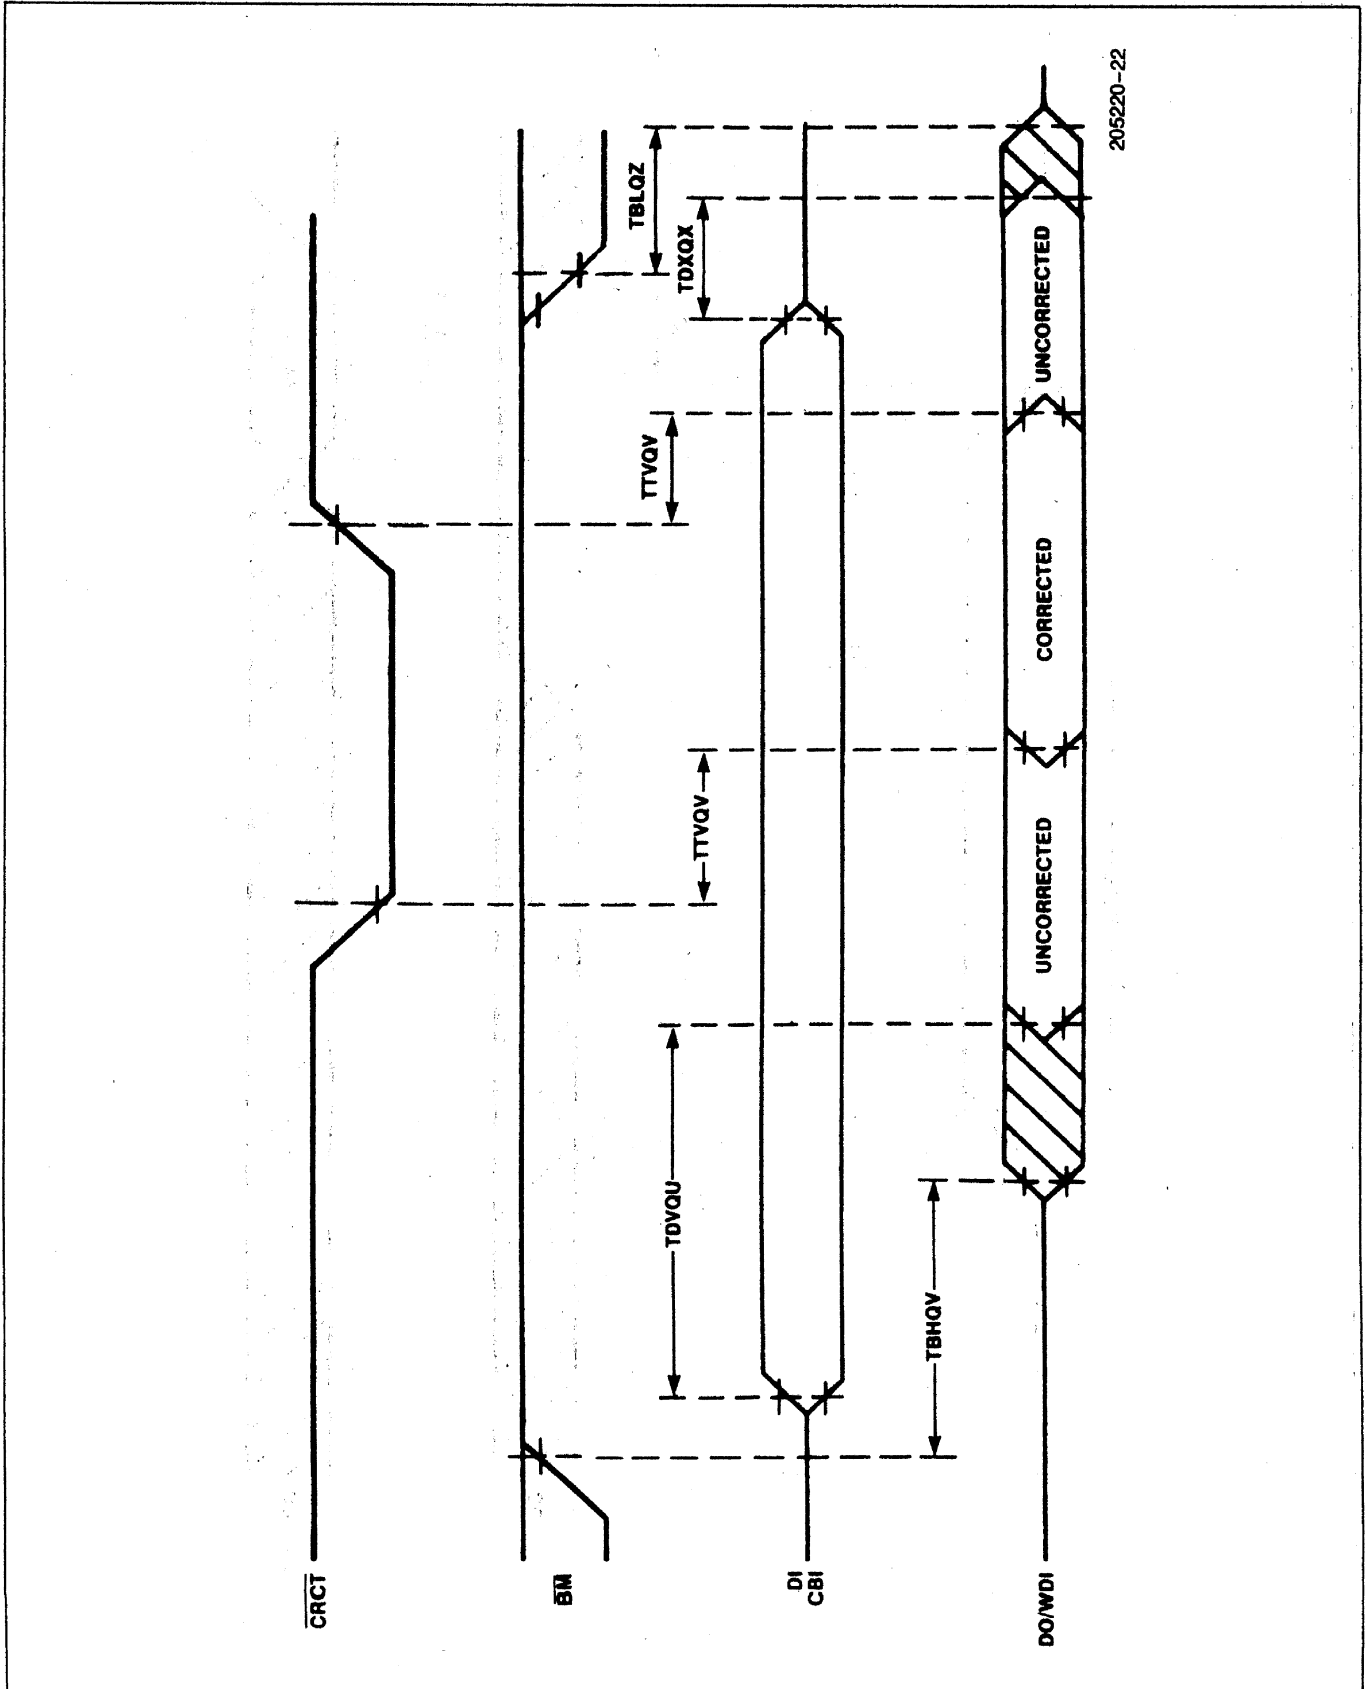 CRCT
BM
TBLQZ
TDXQX
TTVQV
TTVQV
TDVQU
DI
CBI
TBHQV
DO/WDI
UNCORRECTED
CORRECTED
UNCORRECTED
205220-22